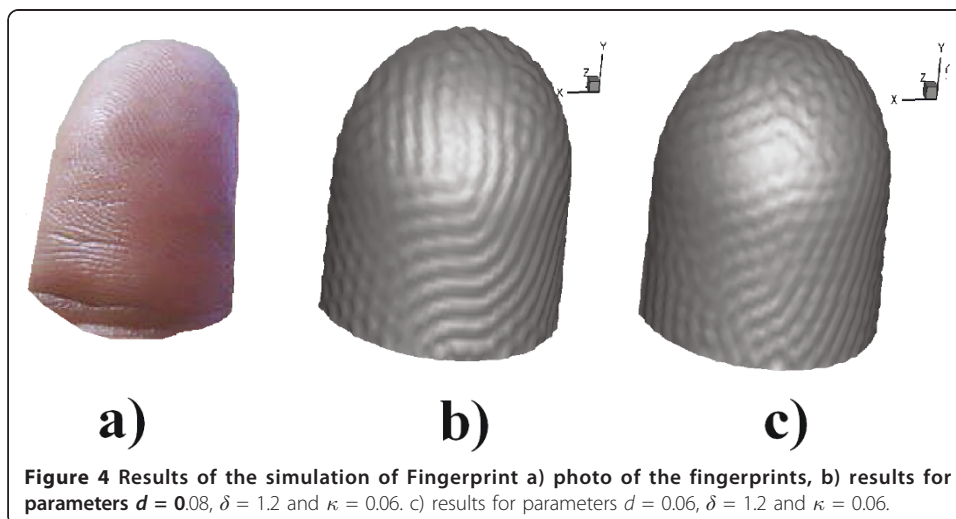 Y
Z
X
Y
Z
X
a)
b)
c)
Figure 4 Results of the simulation of Fingerprint a) photo of the fingerprints, b) results for
parameters d = 0.08, δ = 1.2 and κ = 0.06. c) results for parameters d = 0.06, δ = 1.2 and κ = 0.06.